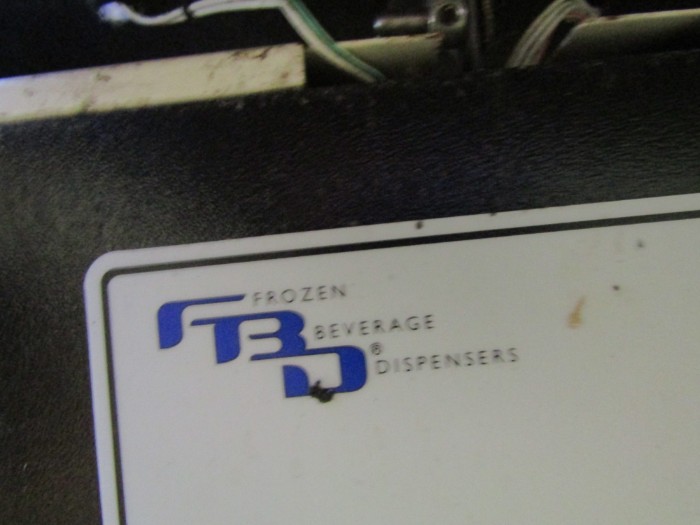 FBD
FROZEN
BEVERAGE
DISPENSERS
®